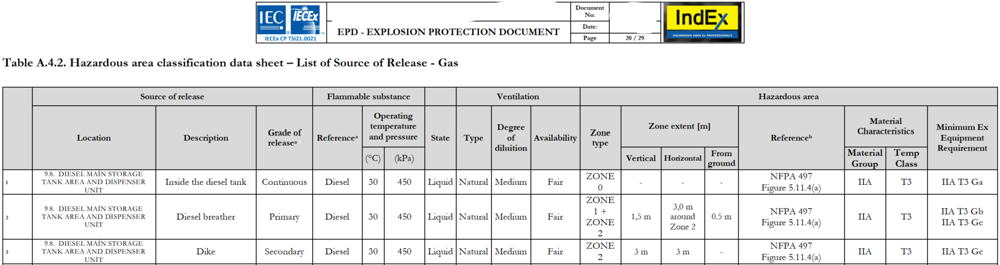 IEC IECEx
® ™
IECEx CP TSI21.0021
EPD - EXPLOSION PROTECTION DOCUMENT
Document
No:
Date:
Page
20 / 29
IndEx
HAZARDOUS AREA Ex PROFESSIONALS
Table A.4.2. Hazardous area classification data sheet – List of Source of Release - Gas
Source of release
Flammable substance
Ventilation
Hazardous area
Location
Description
Grade of
releaseª 1
Referenceª
Operating
temperature
and pressure
(°C)
(kPa)
State
Type
Degree
of
diluition
Availability
Zone
type
Zone extent [m]
Vertical
Horizontal
From
ground
Referenceᵇ
Material
Characteristics
Material
Group
Temp
Class
Minimum Ex
Equipment
Requirement
1
9.8. DIESEL MAİN STORAGE
TANK AREA AND DİSPENSER
UNİT
Inside the diesel tank
Continuous
Diesel
30
450
Liquid
Natural
Medium
Fair
ZONE
0
-
-
-
NFPA 497
Figure 5.11.4(a)
IIA
T3
IIA T3 Ga
2
9.8. DIESEL MAİN STORAGE
TANK AREA AND DİSPENSER
UNİT
Diesel breather
Primary
Diesel
30
450
Liquid
Natural
Medium
Fair
ZONE
1 +
ZONE
2
1,5 m
3,0 m
around
Zone 2
0.5 m
NFPA 497
Figure 5.11.4(a)
IIA
T3
IIA T3 Gb
IIA T3 Gc
3
9.8. DIESEL MAİN STORAGE
TANK AREA AND DİSPENSER
UNİT
Dike
Secondary
Diesel
30
450
Liquid
Natural
Medium
Fair
ZONE
2
3 m
3 m
-
NFPA 497
Figure 5.11.4(a)
IIA
T3
IIA T3 Gc